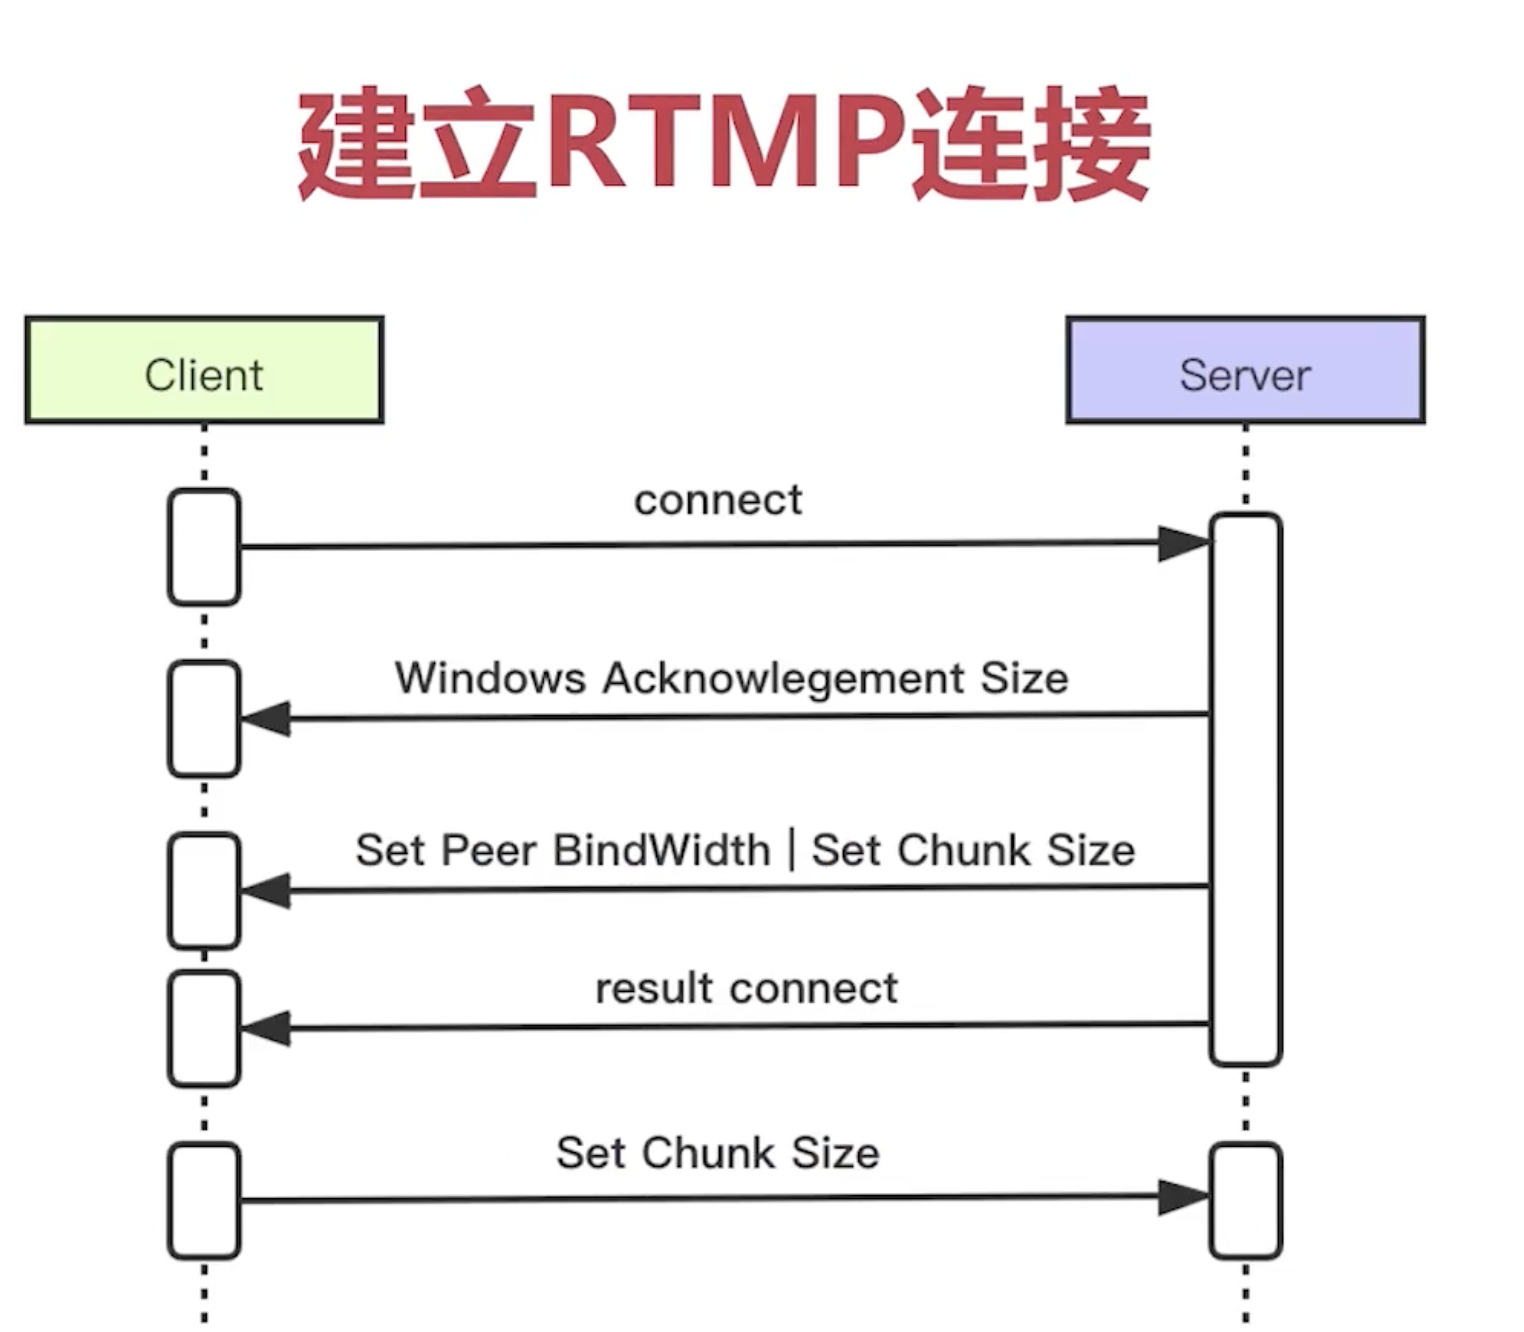 建立RTMP连接
Client
Server
connect
Windows Acknowlegement Size
Set Peer BindWidth | Set Chunk Size
result connect
Set Chunk Size